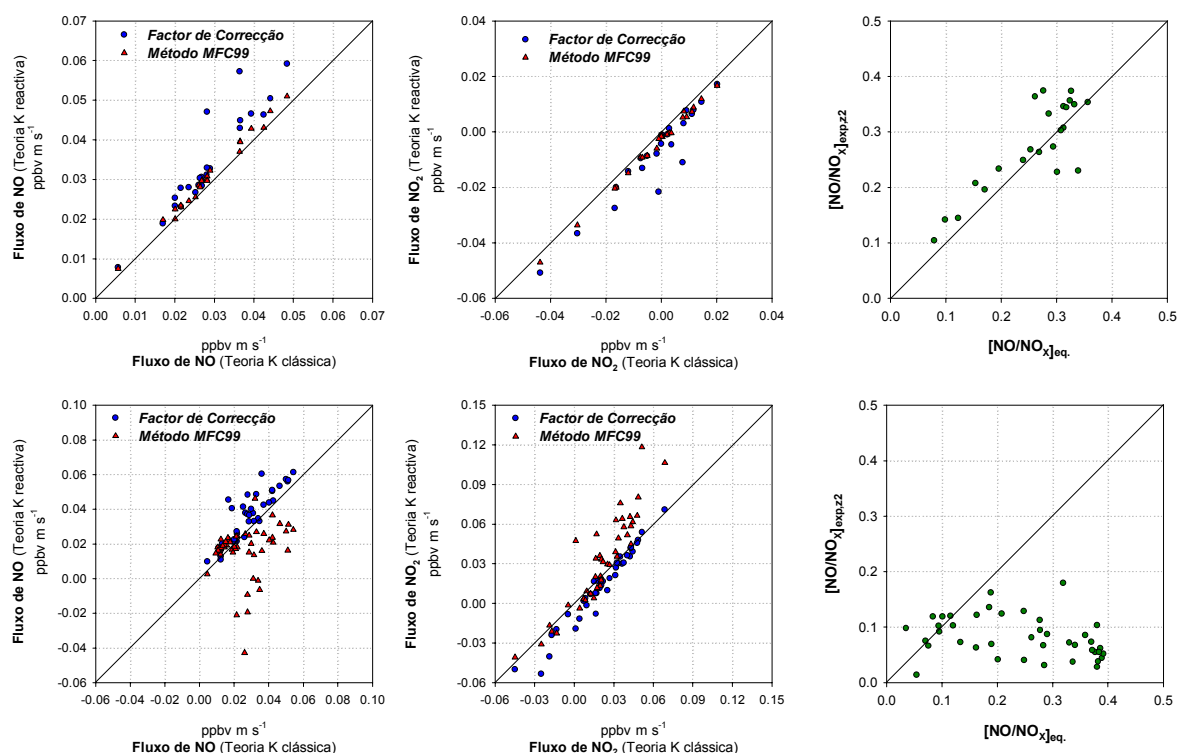 Fluxo de NO (Teoria K reactiva)
ppbv m s⁻¹
0.07
0.06
0.05
0.04
0.03
0.02
0.01
0.00
Factor de Correcção
Método MFC99
0.00 0.01 0.02 0.03 0.04 0.05 0.06 0.07
ppbv m s⁻¹
Fluxo de NO (Teoria K clássica)
Fluxo de NO₂ (Teoria K reactiva)
ppbv m s⁻¹
0.04
0.02
0.00
-0.02
-0.04
-0.06
Factor de Correcção
Método MFC99
-0.06 -0.04 -0.02 0.00 0.02 0.04
ppbv m s⁻¹
Fluxo de NO₂ (Teoria K clássica)
[NO/NOX]exp,z2
0.5
0.4
0.3
0.2
0.1
0.0
0.0 0.1 0.2 0.3 0.4 0.5
[NO/NOX]eq.
Fluxo de NO (Teoria K reactiva)
ppbv m s⁻¹
0.10
0.08
0.06
0.04
0.02
0.00
-0.02
-0.04
-0.06
Factor de Correcção
Método MFC99
-0.06 -0.04 -0.02 0.00 0.02 0.04 0.06 0.08 0.10
ppbv m s⁻¹
Fluxo de NO (Teoria K clássica)
Fluxo de NO₂ (Teoria K reactiva)
ppbv m s⁻¹
0.15
0.12
0.09
0.06
0.03
0.00
-0.03
-0.06
Factor de Correcção
Método MFC99
-0.06 -0.03 0.00 0.03 0.06 0.09 0.12 0.15
ppbv m s⁻¹
Fluxo de NO₂ (Teoria K clássica)
[NO/NOX]exp,z2
0.5
0.4
0.3
0.2
0.1
0.0
0.0 0.1 0.2 0.3 0.4 0.5
[NO/NOX]eq.